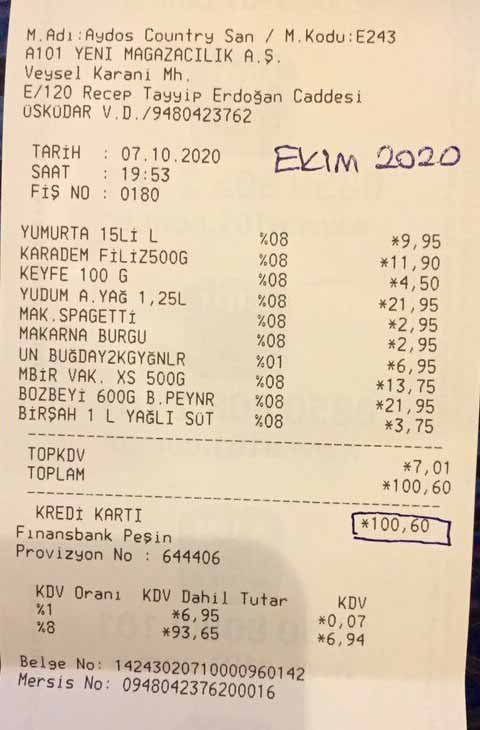 M.Adı:Aydos Country San / M.Kodu:E243
A101 YENİ MAGAZACILIK A.Ş.
Veysel Karani Mh.
E/120 Recep Tayyip Erdoğan Caddesi
ÜSKÜDAR V.D./9480423762
TARİH : 07.10.2020
EKİM 2020
SAAT : 19:53
FİŞ NO : 0180
YUMURTA 15Lİ L %08 *9,95
KARADEM FİLİZ500G %08 *11,90
KEYFE 100 G %08 *4,50
YUDUM A.YAĞ 1,25L %08 *21,95
MAK.SPAGETTİ %08 *2,95
MAKARNA BURGU %08 *2,95
UN BUĞDAY2KGYĞNLR %01 *6,95
MBİR VAK. XS 500G %08 *13,75
BOZBEYİ 600G B.PEYNR %08 *21,95
BİRŞAH 1 L YAĞLI SÜT %08 *3,75
TOPKDV *7,01
TOPLAM *100,60
KREDİ KARTI *100,60
Fınansbank Peşin
Provizyon No : 644406
KDV Oranı KDV Dahil Tutar KDV
%1 *6,95 *0,07
%8 *93,65 *6,94
Belge No: 14243020710000960142
Mersis No: 0948042376200016